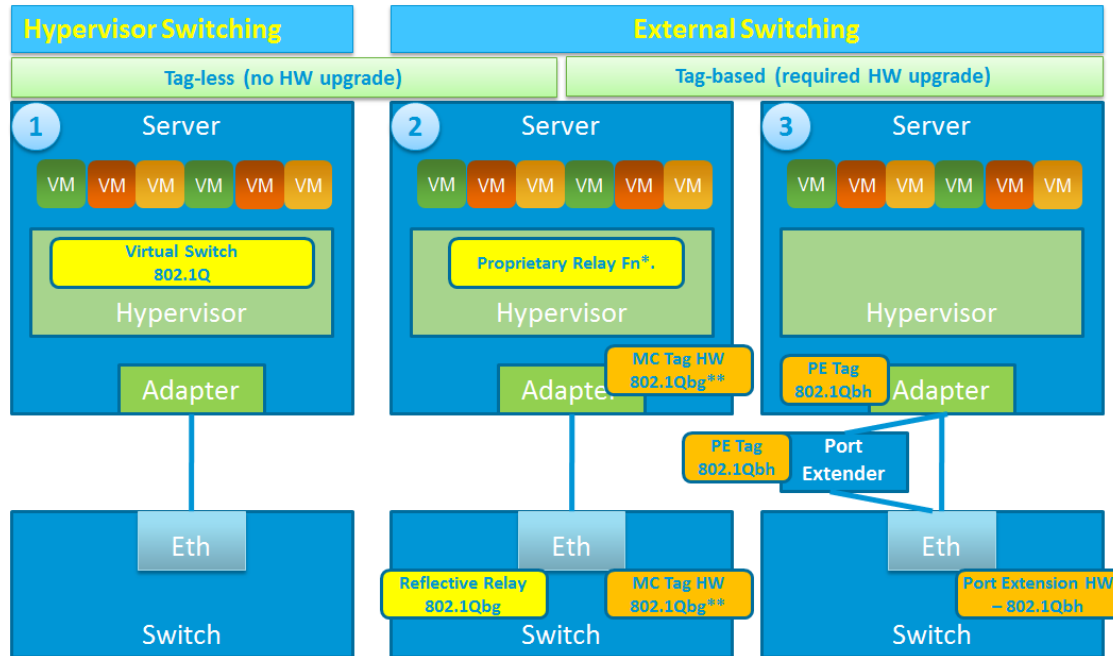 Hypervisor Switching
External Switching
Tag-less (no HW upgrade)
Tag-based (required HW upgrade)
1
Server
VM VM VM VM VM VM
Virtual Switch
802.1Q
Hypervisor
Adapter
Eth
Switch
2
Server
VM VM VM VM VM VM
Proprietary Relay Fn*.
Hypervisor
MC Tag HW
802.1Qbg**
Adapter
Eth
Reflective Relay
802.1Qbg
MC Tag HW
802.1Qbg**
Switch
3
Server
VM VM VM VM VM VM
Hypervisor
PE Tag
802.1Qbh
Adapter
PE Tag
802.1Qbh
Port
Extender
Eth
Port Extension HW
– 802.1Qbh
Switch